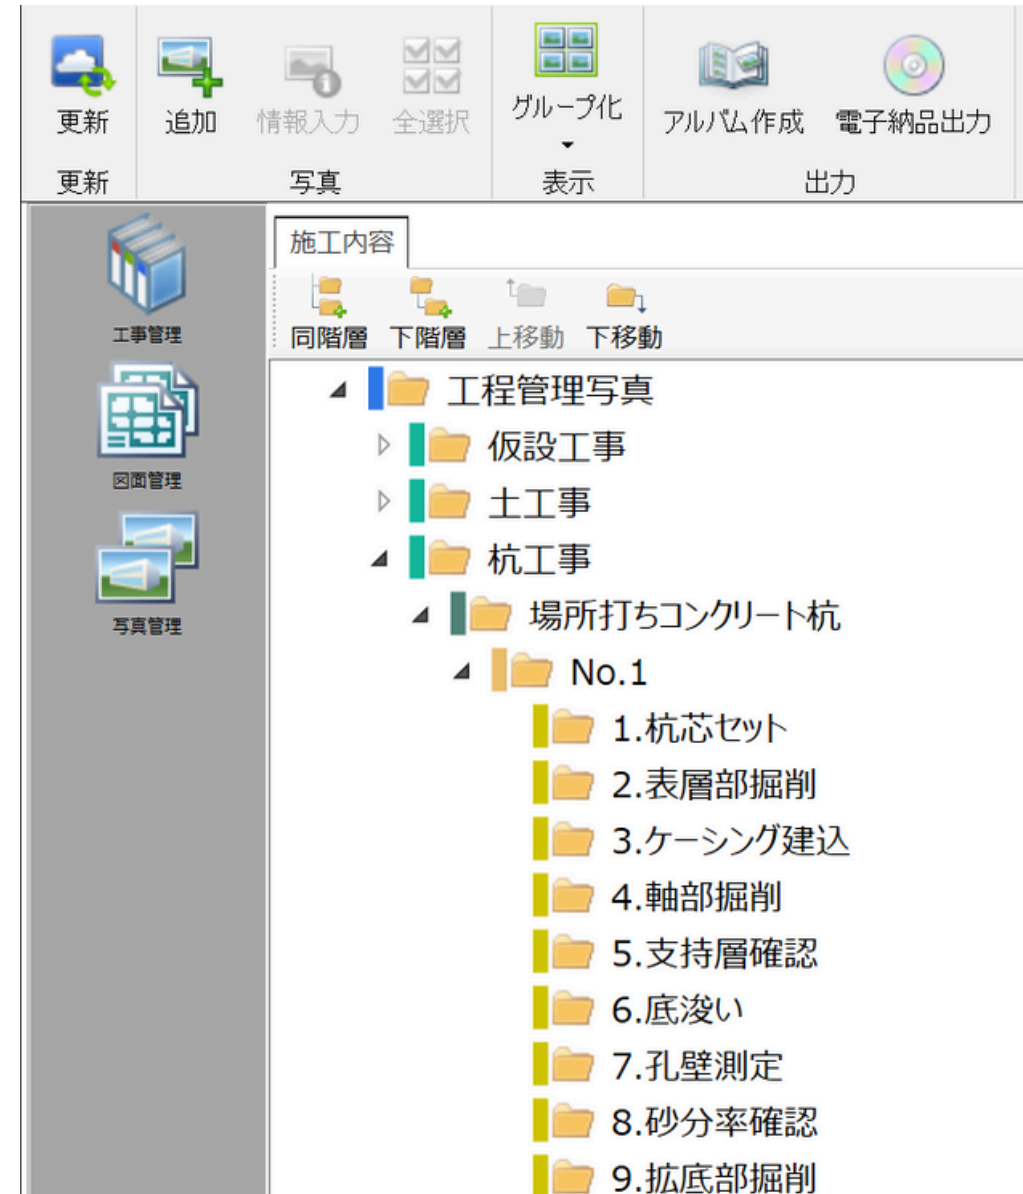 更新 追加 情報入力 全選択 グループ化 アルバム作成 電子納品出力
更新 写真 表示 出力
工事管理
図面管理
写真管理
施工内容
同階層 下階層 上移動 下移動
工程管理写真
仮設工事
土工事
杭工事
場所打ちコンクリート杭
No.1
1.杭芯セット
2.表層部掘削
3.ケーシング建込
4.軸部掘削
5.支持層確認
6.底浚い
7.孔壁測定
8.砂分率確認
9.拡底部掘削